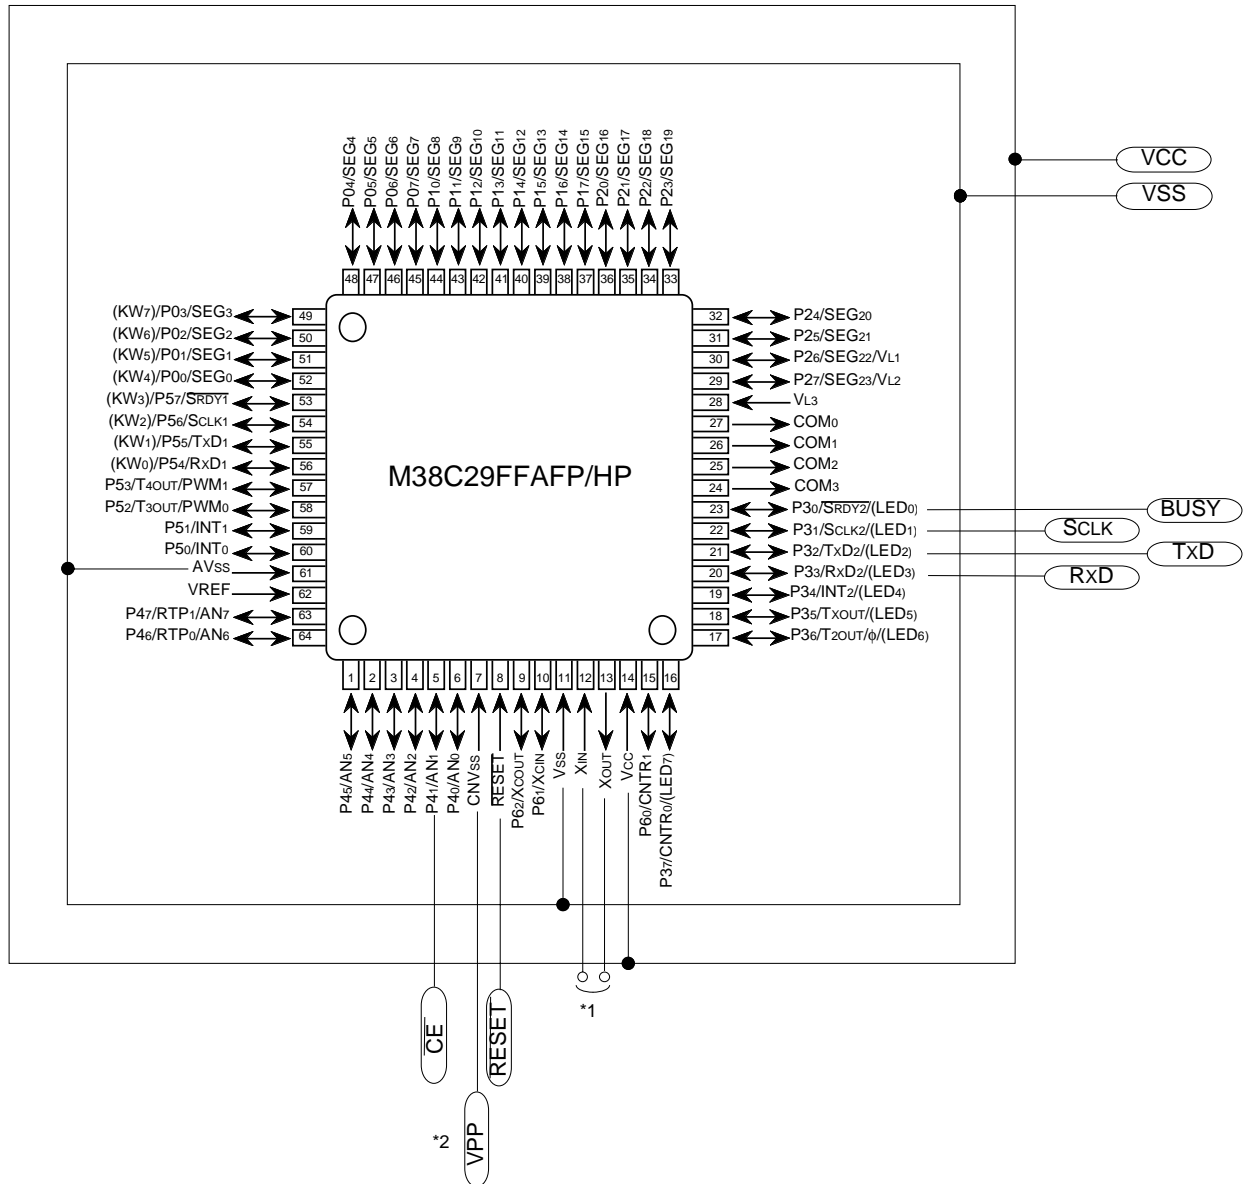 P04/SEG4
P05/SEG5
P06/SEG6
P07/SEG7
P10/SEG8
P11/SEG9
P12/SEG10
P13/SEG11
P14/SEG12
P15/SEG13
P16/SEG14
P17/SEG15
P20/SEG16
P21/SEG17
P22/SEG18
P23/SEG19
VCC
VSS
48 47 46 45 44 43 42 41 40 39 38 37 36 35 34 33
(KW7)/P03/SEG3 49
(KW6)/P02/SEG2 50
(KW5)/P01/SEG1 51
(KW4)/P00/SEG0 52
(KW3)/P57/SRDY1 53
(KW2)/P56/SCLK1 54
(KW1)/P55/TXD1 55
(KW0)/P54/RXD1 56
P53/T4OUT/PWM1 57
P52/T3OUT/PWM0 58
P51/INT1 59
P50/INT0 60
AVSS 61
VREF 62
P47/RTP1/AN7 63
P46/RTP0/AN6 64
M38C29FFAFP/HP
32 P24/SEG20
31 P25/SEG21
30 P26/SEG22/VL1
29 P27/SEG23/VL2
28 VL3
27 COM0
26 COM1
25 COM2
24 COM3
23 P30/SRDY2/(LED0) BUSY
22 P31/SCLK2/(LED1) SCLK
21 P32/TXD2/(LED2) TXD
20 P33/RXD2/(LED3) RXD
19 P34/INT2/(LED4)
18 P35/TXOUT/(LED5)
17 P36/T2OUT/ϕ/(LED6)
1 2 3 4 5 6 7 8 9 10 11 12 13 14 15 16
P45/AN5
P44/AN4
P43/AN3
P42/AN2
P41/AN1
P40/AN0
CNVSS
RESET
P62/XCOUT
P61/XCIN
VSS
XIN
XOUT
VCC
P60/CNTR1
P37/CNTR0/(LED7)
CE
RESET
*1
*2
VPP